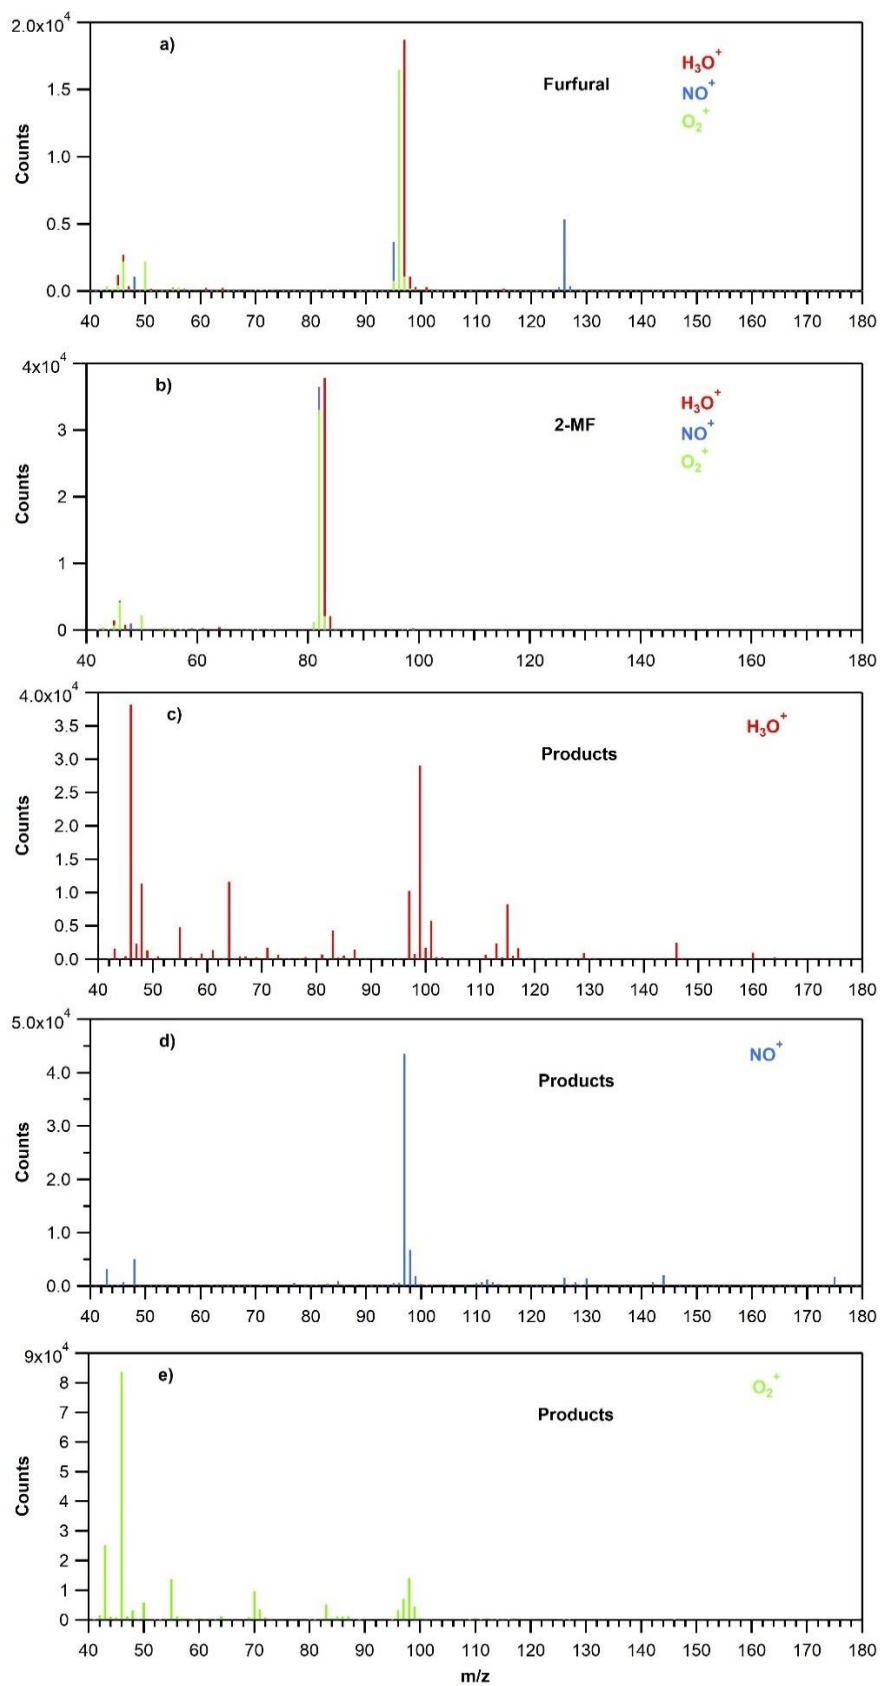 2.0x10⁴
a)
H₃O⁺
Furfural
NO⁺
O₂⁺
1.5
1.0
0.5
0.0
Counts
40 50 60 70 80 90 100 110 120 130 140 150 160 170 180
4x10⁴
b)
H₃O⁺
2-MF
NO⁺
O₂⁺
3
2
1
0
Counts
40 60 80 100 120 140 160 180
4.0x10⁴
c)
H₃O⁺
Products
3.5
3.0
2.5
2.0
1.5
1.0
0.5
0.0
Counts
40 50 60 70 80 90 100 110 120 130 140 150 160 170 180
5.0x10⁴
d)
NO⁺
Products
4.0
3.0
2.0
1.0
0.0
Counts
40 50 60 70 80 90 100 110 120 130 140 150 160 170 180
9x10⁴
e)
O₂⁺
Products
8
7
6
5
4
3
2
1
0
Counts
40 50 60 70 80 90 100 110 120 130 140 150 160 170 180
m/z